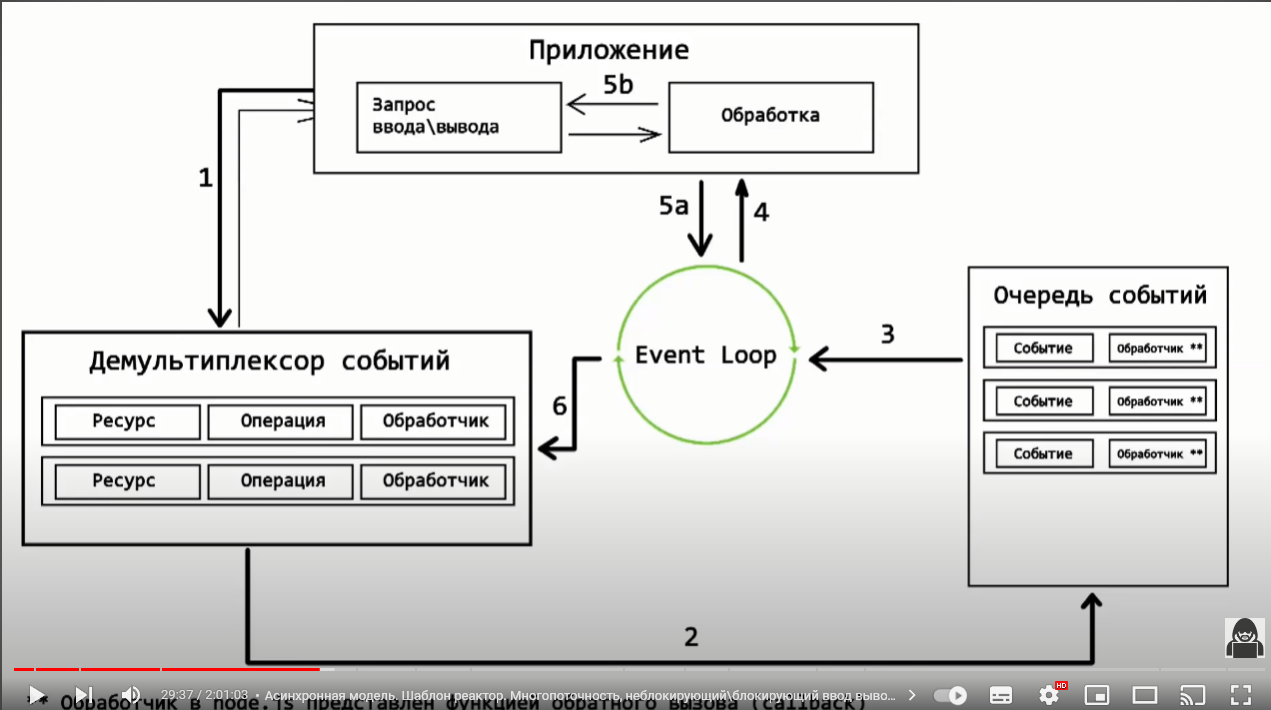 Приложение
5b
Запрос
ввода\вывода
Обработка
1
5a
4
Очередь событий
Событие Обработчик **
Событие Обработчик **
Событие Обработчик **
3
Event Loop
Демультиплексор событий
Ресурс Операция Обработчик
Ресурс Операция Обработчик
6
2
29:37 / 2:01:03 • Асинхронная модель, Шаблон реактор. Многопоточность, неблокирующий\блокирующий ввод выво...
HD
** Обработчик в node.js представлен функцией обратного вызова (callback)